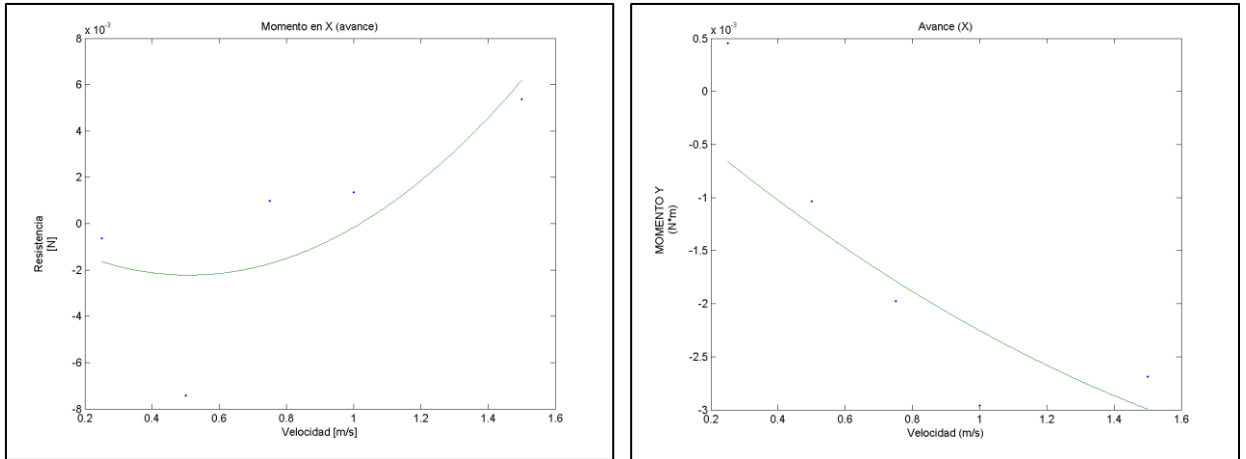 x 10-3
Momento en X (avance)
8
6
4
2
0
-2
-4
-6
-8
Resistencia
[N]
0.2 0.4 0.6 0.8 1 1.2 1.4 1.6
Velocidad [m/s]
x 10-3
Avance (X)
0.5
0
-0.5
-1
-1.5
-2
-2.5
-3
MOMENTO Y
(N*m)
0.2 0.4 0.6 0.8 1 1.2 1.4 1.6
Velocidad (m/s)